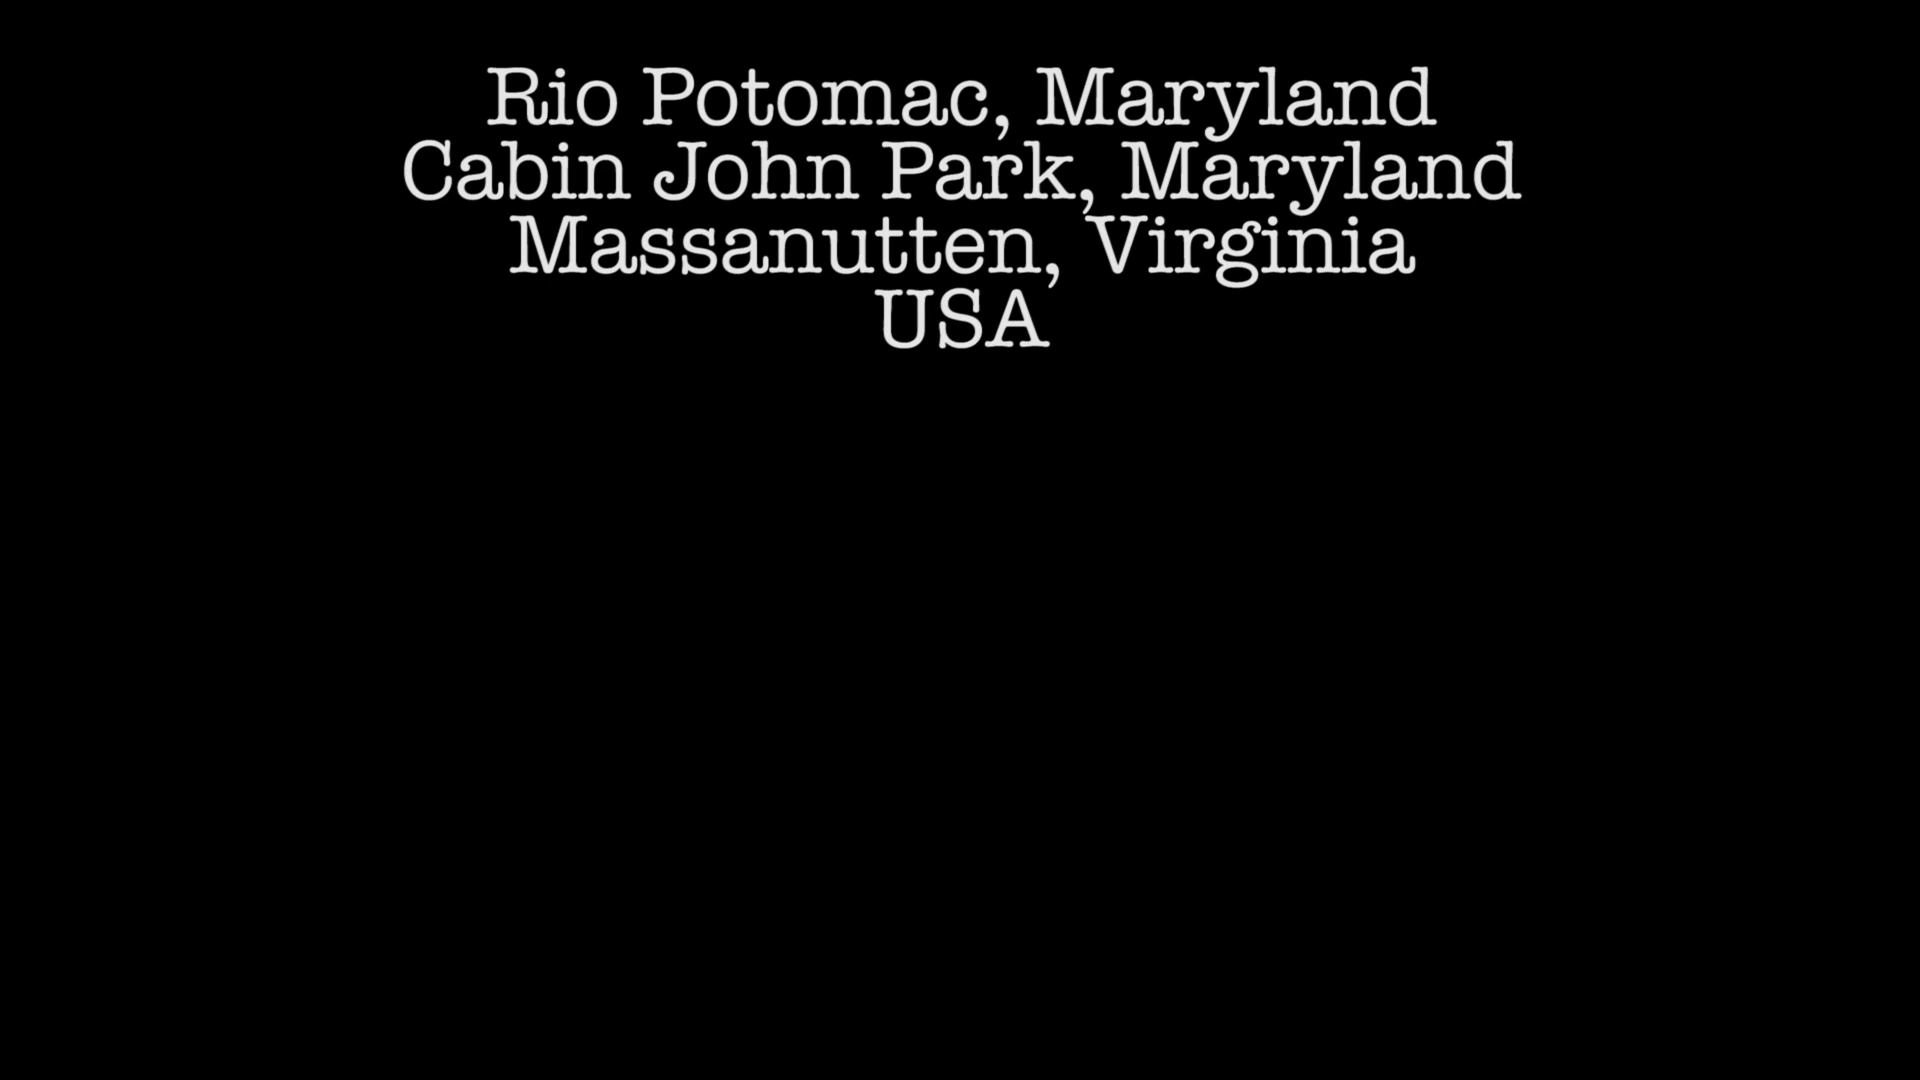 Rio Potomac, Maryland
Cabin John Park, Maryland
Massanutten, Virginia
USA